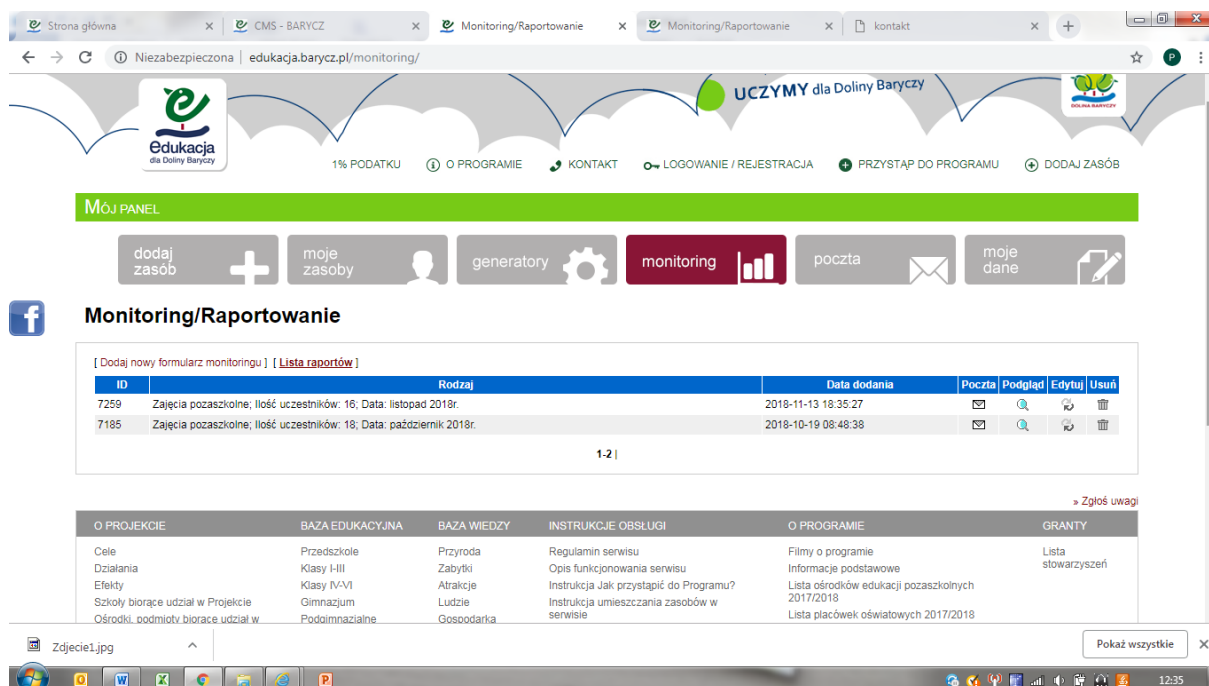 Strona główna
CMS - BARYCZ
Monitoring/Raportowanie
Monitoring/Raportowanie
kontakt
Niezabezpieczona | edukacja.barycz.pl/monitoring/
P
edukacja
dla Doliny Baryczy
UCZYMY dla Doliny Baryczy
DOLINA BARYCZY
1% PODATKU O PROGRAMIE KONTAKT LOGOWANIE / REJESTRACJA PRZYSTĄP DO PROGRAMU DODAJ ZASÓB
MÓJ PANEL
dodaj zasób
moje zasoby
generatory
monitoring
poczta
moje dane
f
Monitoring/Raportowanie
[ Dodaj nowy formularz monitoringu ] [ Lista raportów ]
ID Rodzaj Data dodania Poczta Podgląd Edytuj Usuń
7259 Zajęcia pozaszkolne; Ilość uczestników: 16; Data: listopad 2018r. 2018-11-13 18:35:27
7185 Zajęcia pozaszkolne; Ilość uczestników: 18; Data: październik 2018r. 2018-10-19 08:48:38
1-2 |
» Zgłoś uwagi
O PROJEKCIE BAZA EDUKACYJNA BAZA WIEDZY INSTRUKCJE OBSŁUGI O PROGRAMIE GRANTY
Cele Przedszkole Przyroda Regulamin serwisu Filmy o programie Lista
stowarzyszeń
Działania Klasy I-III Zabytki Opis funkcjonowania serwisu Informacje podstawowe
Efekty Klasy IV-VI Atrakcje Instrukcja Jak przystąpić do Programu? Lista ośrodków edukacji pozaszkolnych
2017/2018
Szkoły biorące udział w Projekcie Gimnazjum Ludzie Instrukcja umieszczania zasobów w
serwisie
Lista placówek oświatowych 2017/2018
Ośrodki, podmioty biorące udział w Podgimnazjalne Gospodarka
Zdjecie1.jpg
Pokaż wszystkie
12:35